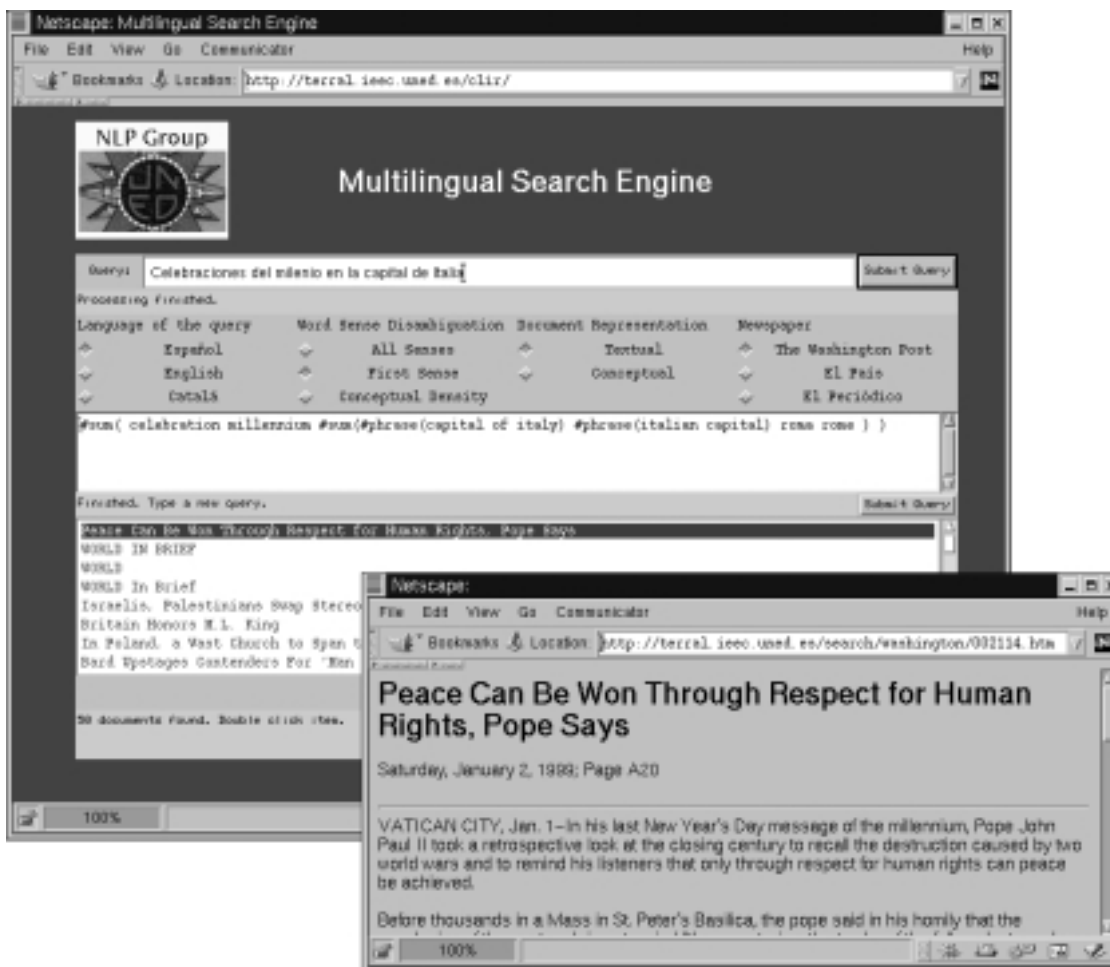 Netscape: Multilingual Search Engine
File Edit View Go Communicator Help
Bookmarks Location: http://terral.ieec.uned.es/clir/
NLP Group
UNED
Multilingual Search Engine
Query: Celebraciones del milenio en la capital de Italia Submit Query
Processing finished.
Language of the query Word Sense Disambiguation Document Representation Newspaper
Español All Senses Textual The Washington Post
English First Sense Conceptual El País
Català Conceptual Density El Periódico
#sum( celebration millennium #sum(#phrase(capital of italy) #phrase(italian capital) roma rome ) )
Finished. Type a new query. Submit Query
Peace Can Be Won Through Respect for Human Rights, Pope Says
WORLD IN BRIEF
WORLD
WORLD In Brief
Israelis, Palestinians Swap Stereo
Britain Honors M.L. King
In Poland, a Vast Church to Span t
Bard Upstages Contenders For 'Man
50 documents found. Double click item.
100%
Netscape:
File Edit View Go Communicator Help
Bookmarks Location: http://terral.ieec.uned.es/search/washington/002114.htm
Peace Can Be Won Through Respect for Human
Rights, Pope Says
Saturday, January 2, 1999; Page A20
VATICAN CITY, Jan. 1–In his last New Year's Day message of the millennium, Pope John
Paul II took a retrospective look at the closing century to recall the destruction caused by two
world wars and to remind his listeners that only through respect for human rights can peace
be achieved.
Before thousands in a Mass in St. Peter's Basilica, the pope said in his homily that the
100%